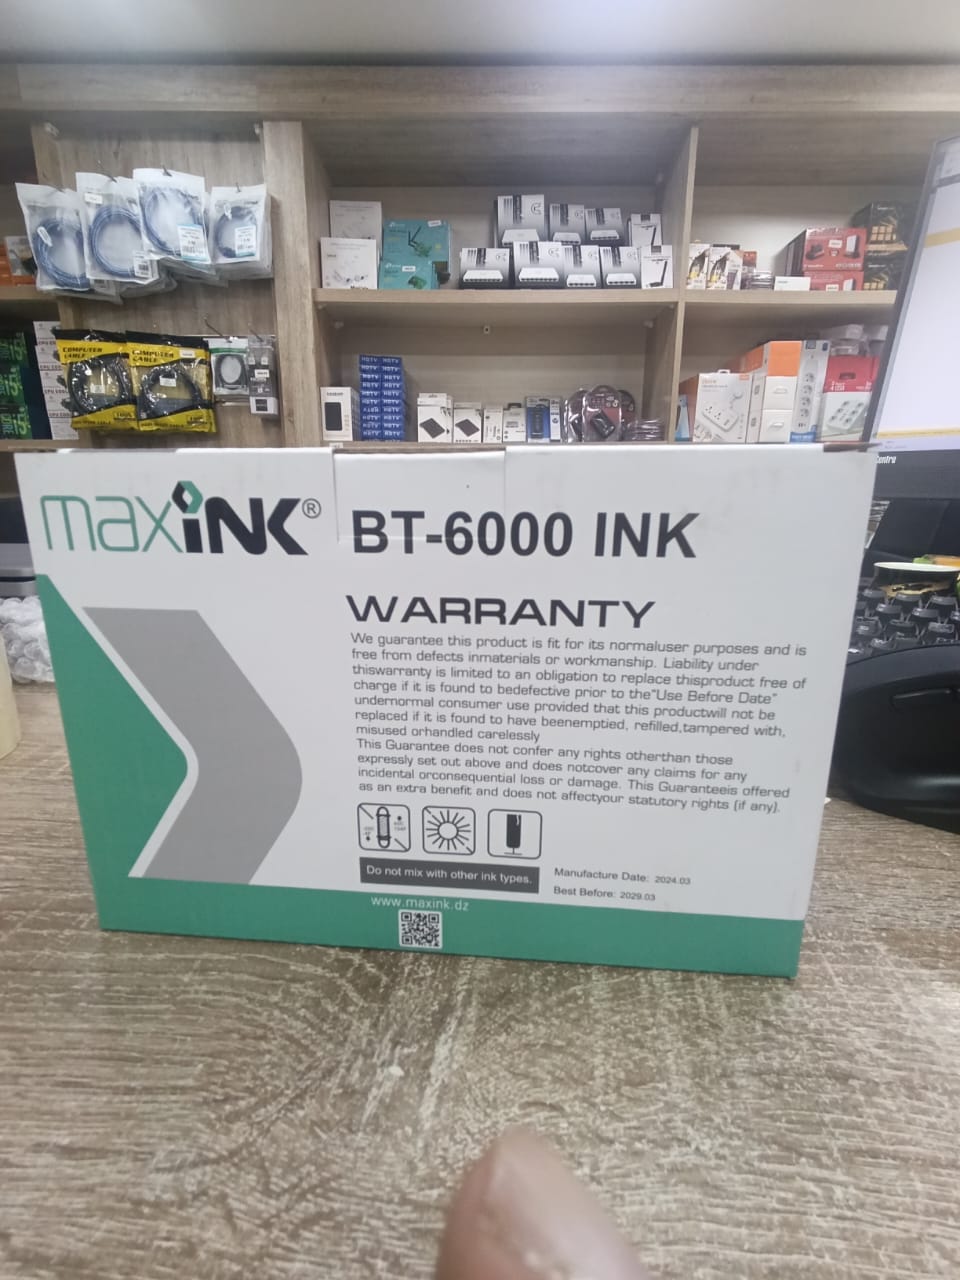 COMPUTER
CABLE
COMPUTER
CABLE
HDTV HDTV
maxiNK®
BT-6000 INK
WARRANTY
We guarantee this product is fit for its normaluser purposes and is
free from defects inmaterials or workmanship. Liability under
thiswarranty is limited to an obligation to replace thisproduct free of
charge if it is found to bedefective prior to the"Use Before Date"
undernormal consumer use provided that this productwill not be
replaced if it is found to have beenemptied, refilled,tampered with,
misused orhandled carelessly
This Guarantee does not confer any rights otherthan those
expressly set out above and does notcover any claims for any
incidental orconsequential loss or damage. This Guaranteeis offered
as an extra benefit and does not affectyour statutory rights (if any).
Do not mix with other ink types.
Manufacture Date: 2024.03
Best Before: 2029.03
www.maxink.dz